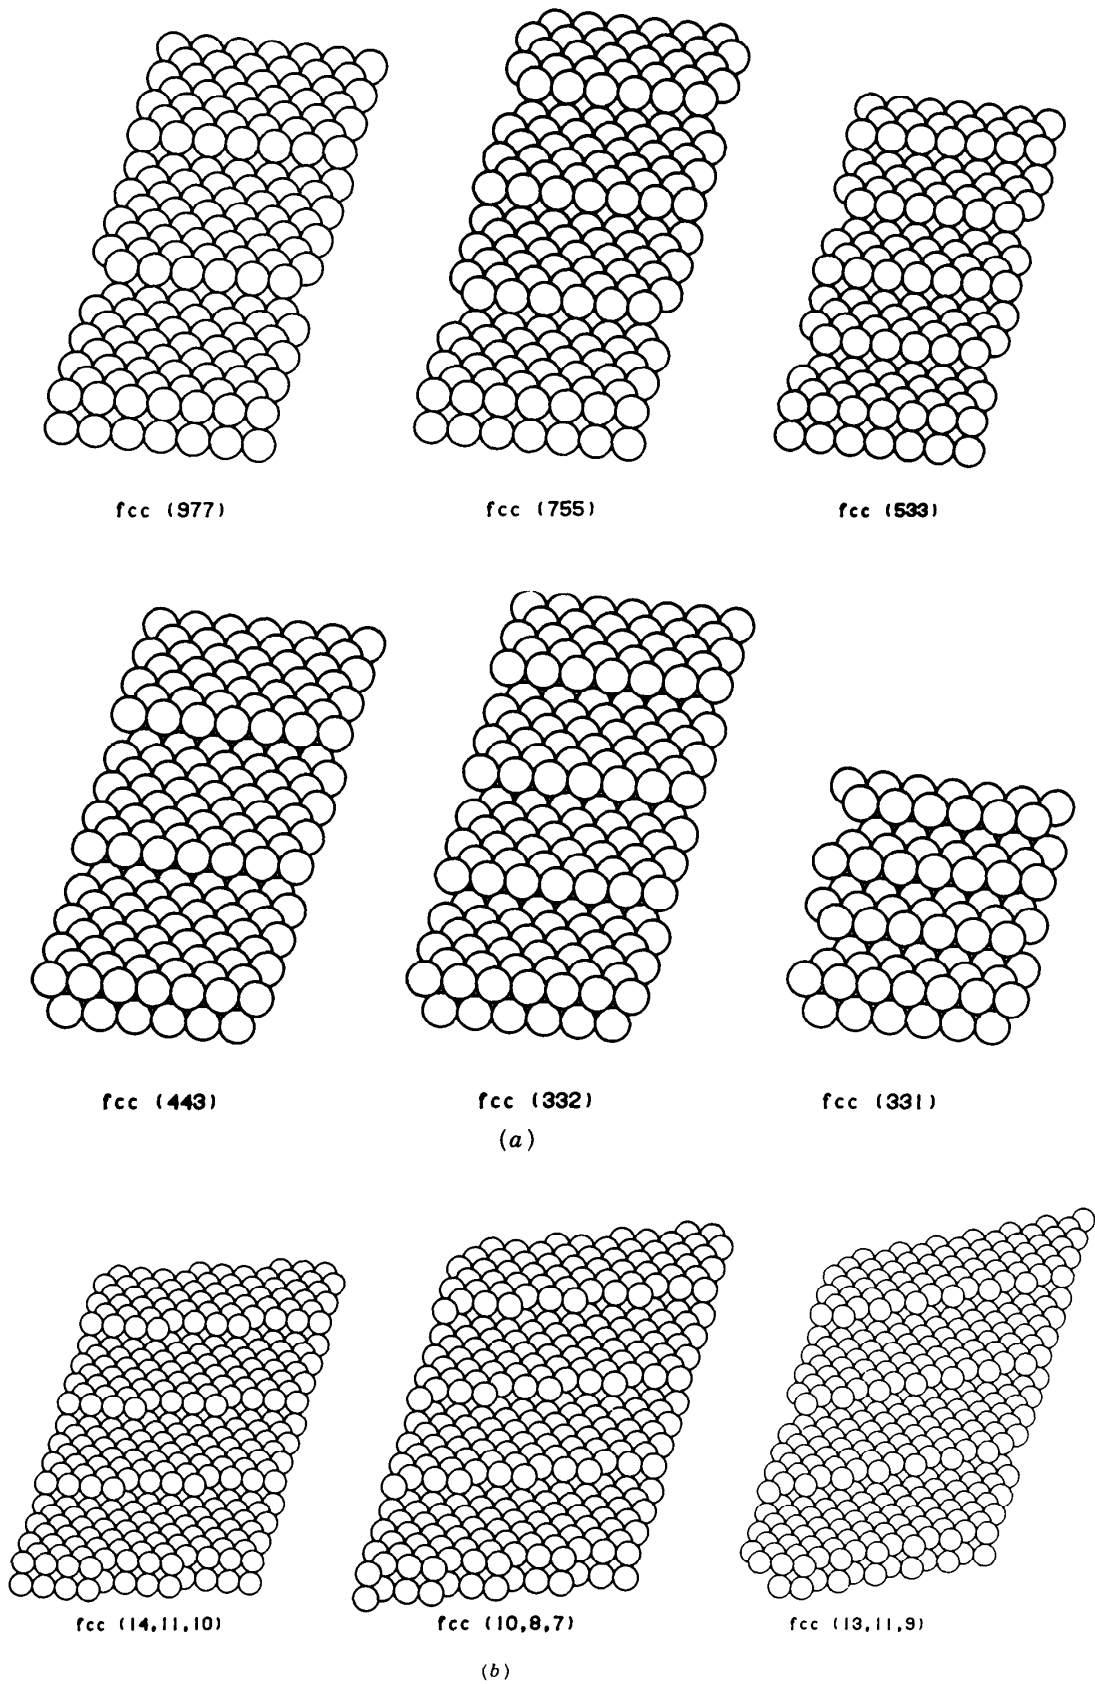 fcc (977) fcc (755) fcc (533)
fcc (443) fcc (332) fcc (331)
(a)
fcc (14,11,10) fcc (10,8,7) fcc (13,11,9)
(b)